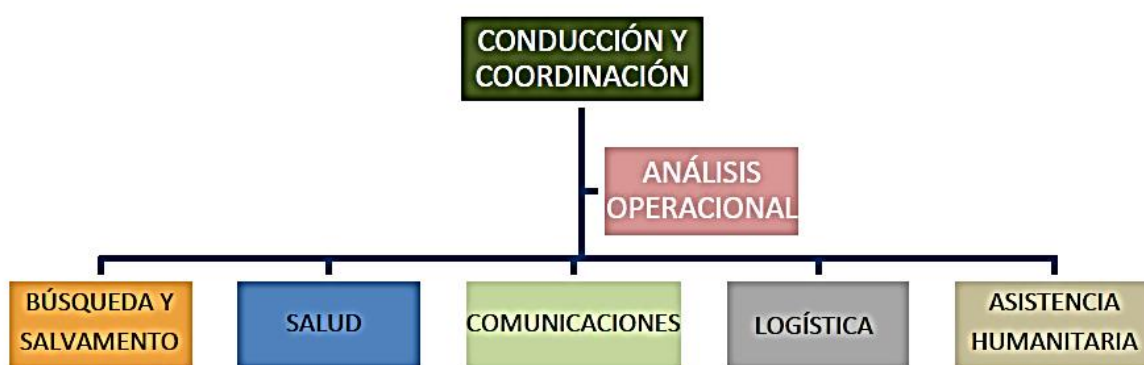 CONDUCCIÓN Y
COORDINACIÓN
ANÁLISIS
OPERACIONAL
BÚSQUEDA Y
SALVAMENTO
SALUD
COMUNICACIONES
LOGÍSTICA
ASISTENCIA
HUMANITARIA